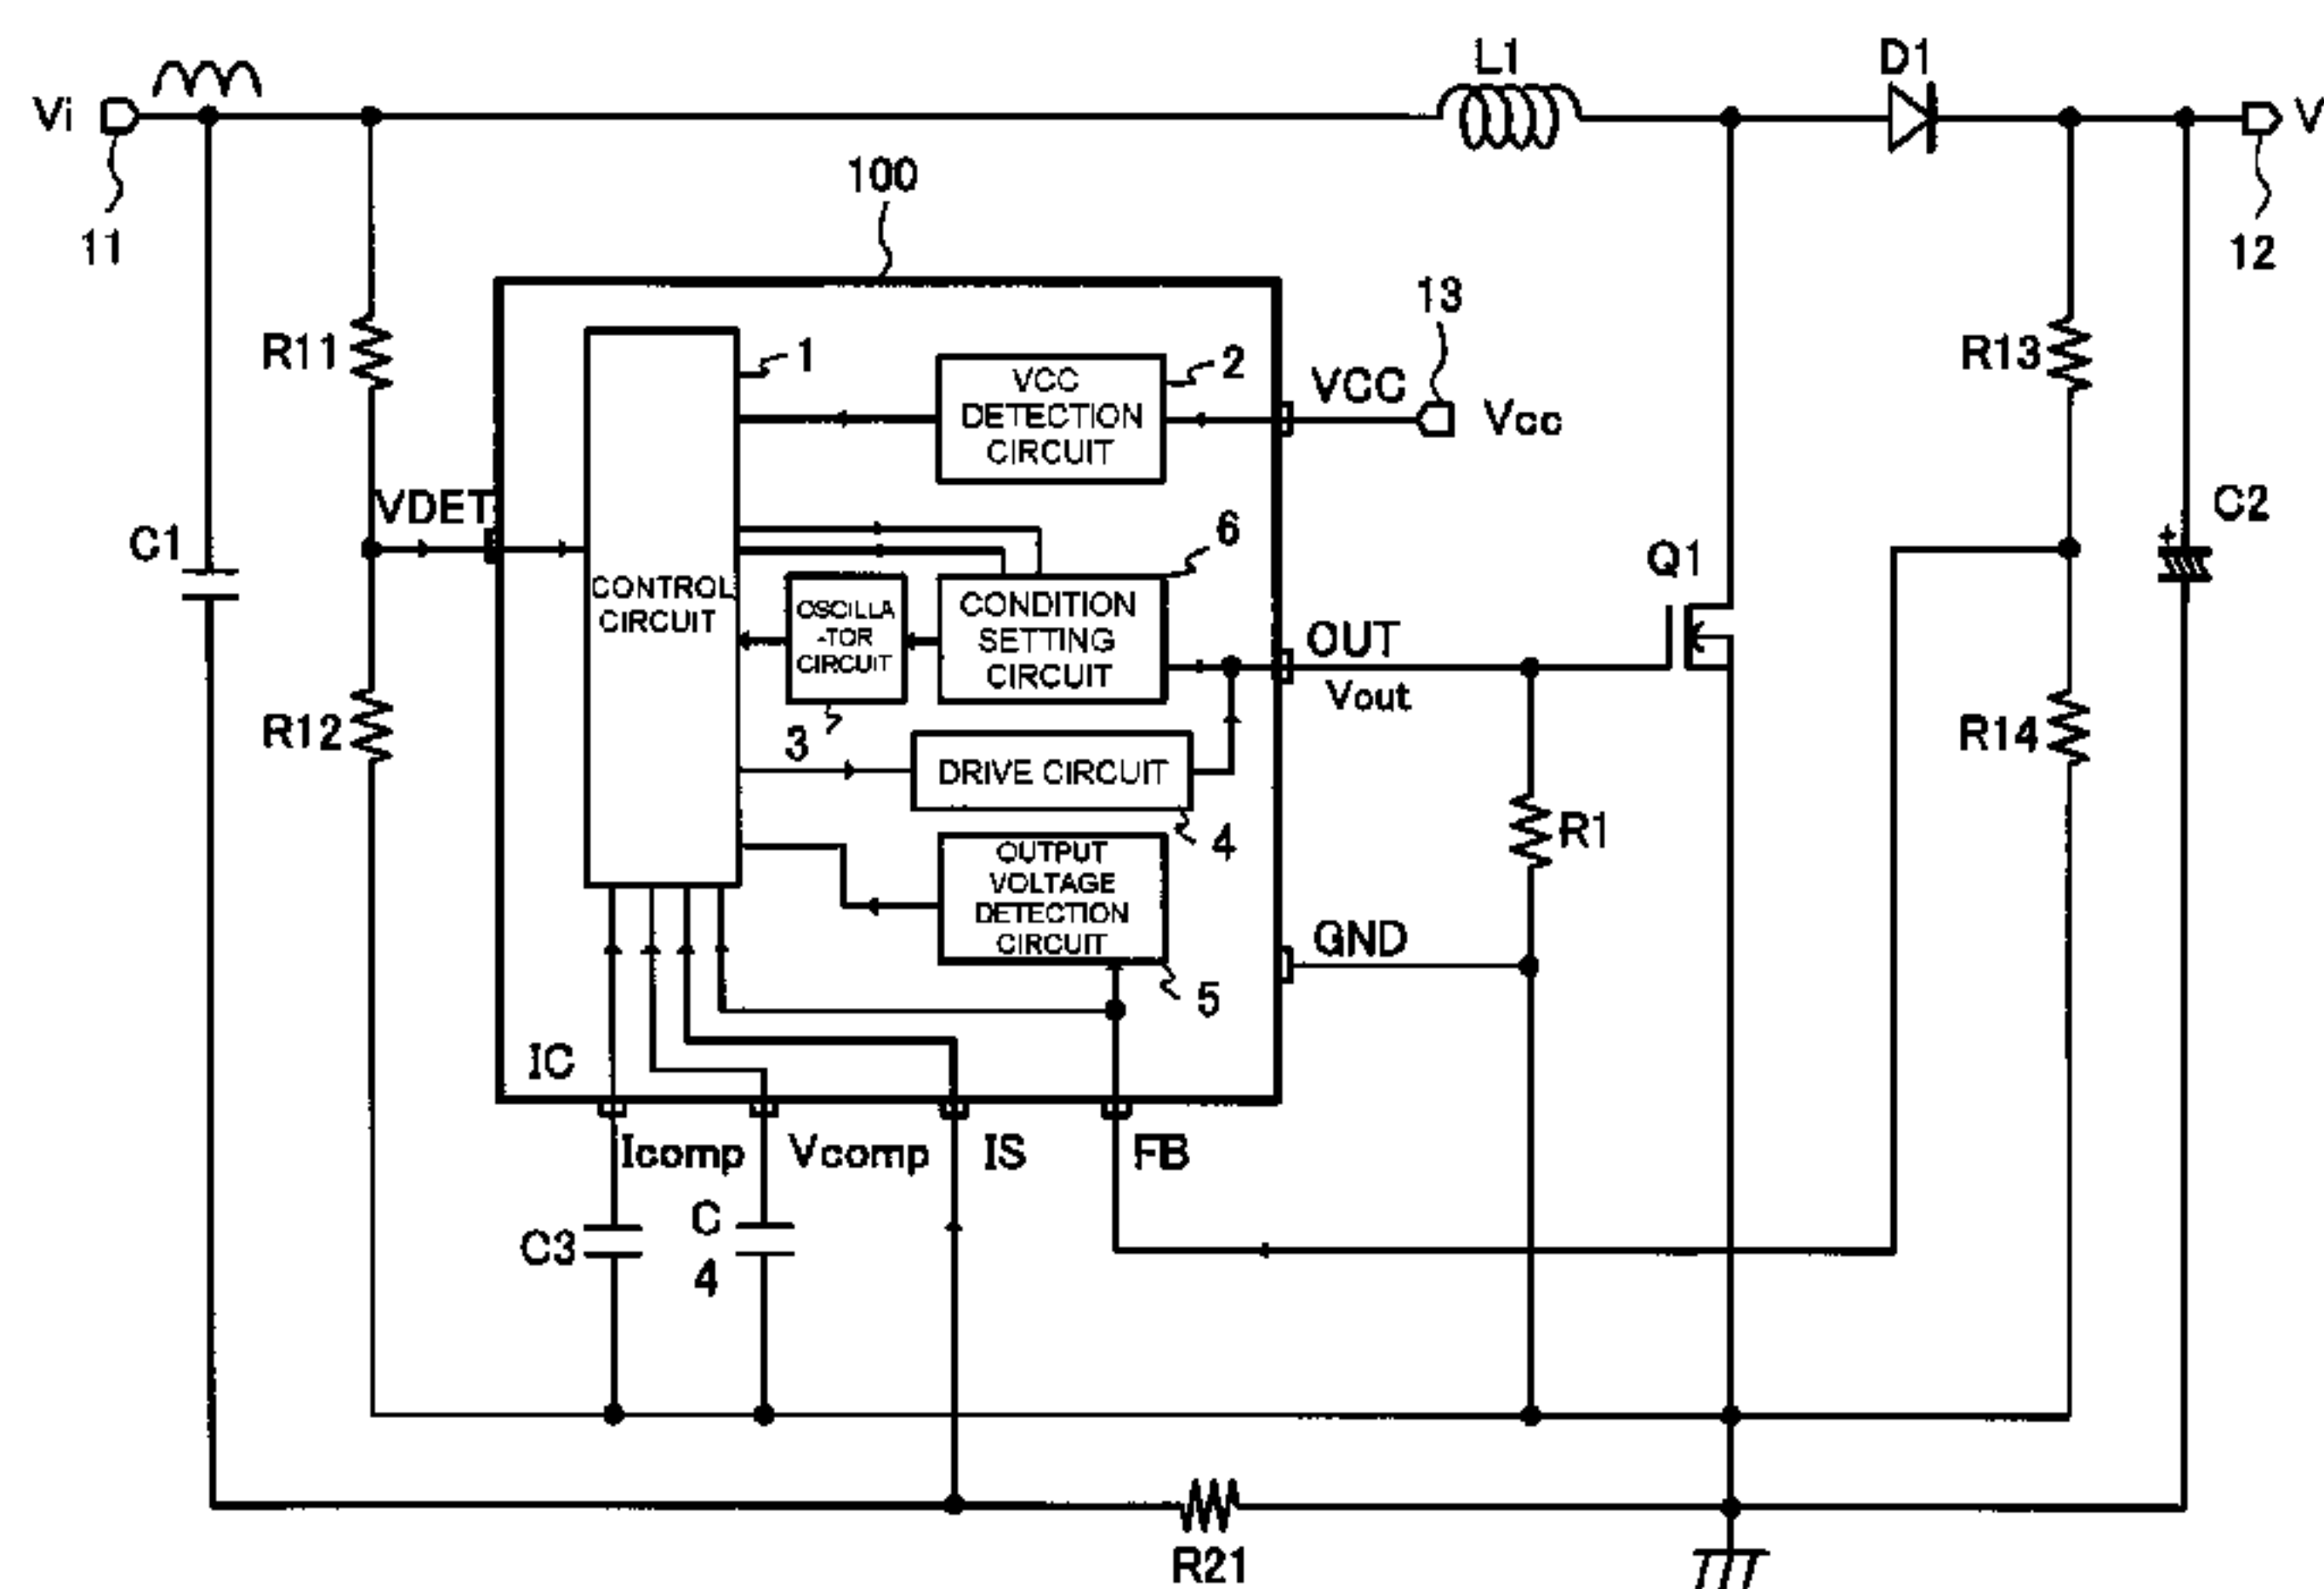 L1
D1
Vi
V
11
100
12
13
R11
1
2
VCC
DETECTION
CIRCUIT
VCC
Vcc
R13
VDET
C1
6
C2
+
Q1
CONTROL
CIRCUIT
OSCILLA
-TOR
CIRCUIT
CONDITION
SETTING
CIRCUIT
OUT
Vout
R12
3
DRIVE CIRCUIT
R14
4
R1
OUTPUT
VOLTAGE
DETECTION
CIRCUIT
GND
5
IC
Icomp
Vcomp
IS
FB
C3
C
4
R21